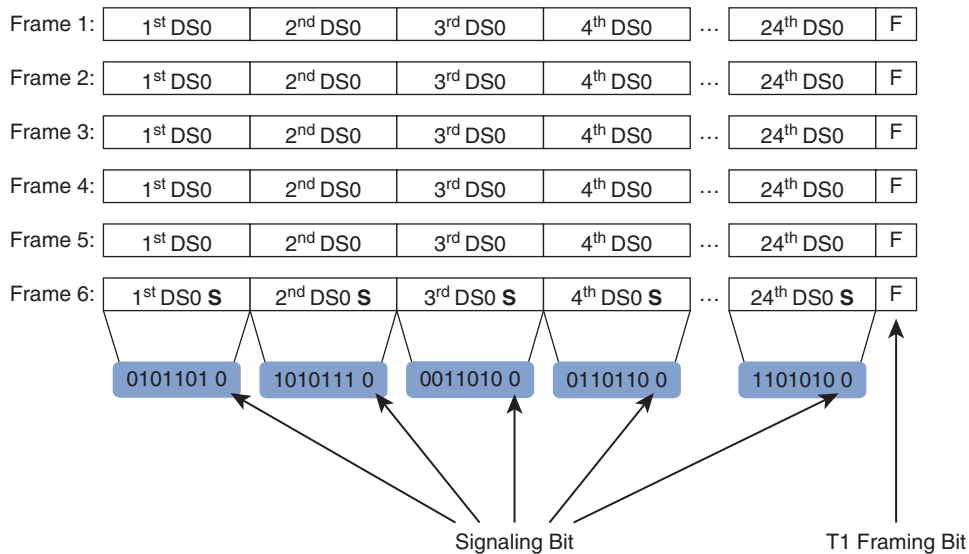 Frame 1: 1st DS0 2nd DS0 3rd DS0 4th DS0 ... 24th DS0 F
Frame 2: 1st DS0 2nd DS0 3rd DS0 4th DS0 ... 24th DS0 F
Frame 3: 1st DS0 2nd DS0 3rd DS0 4th DS0 ... 24th DS0 F
Frame 4: 1st DS0 2nd DS0 3rd DS0 4th DS0 ... 24th DS0 F
Frame 5: 1st DS0 2nd DS0 3rd DS0 4th DS0 ... 24th DS0 F
Frame 6: 1st DS0 S 2nd DS0 S 3rd DS0 S 4th DS0 S ... 24th DS0 S F
0101101 0 1010111 0 0011010 0 0110110 0 1101010 0
Signaling Bit T1 Framing Bit